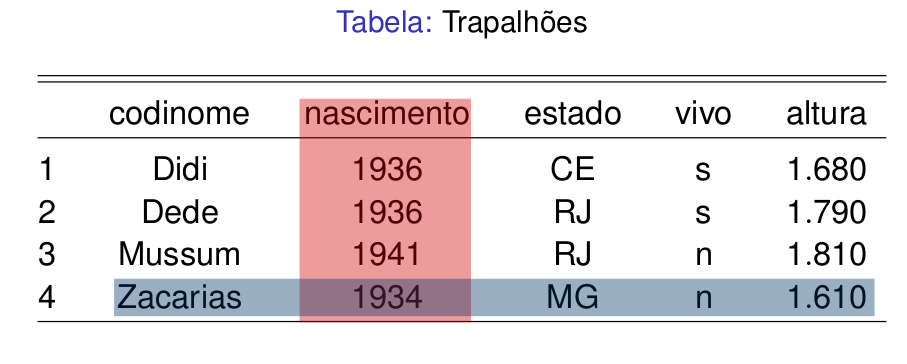 Tabela: Trapalhões
codinome nascimento estado vivo altura
1 Didi 1936 CE s 1.680
2 Dede 1936 RJ s 1.790
3 Mussum 1941 RJ n 1.810
4 Zacarias 1934 MG n 1.610